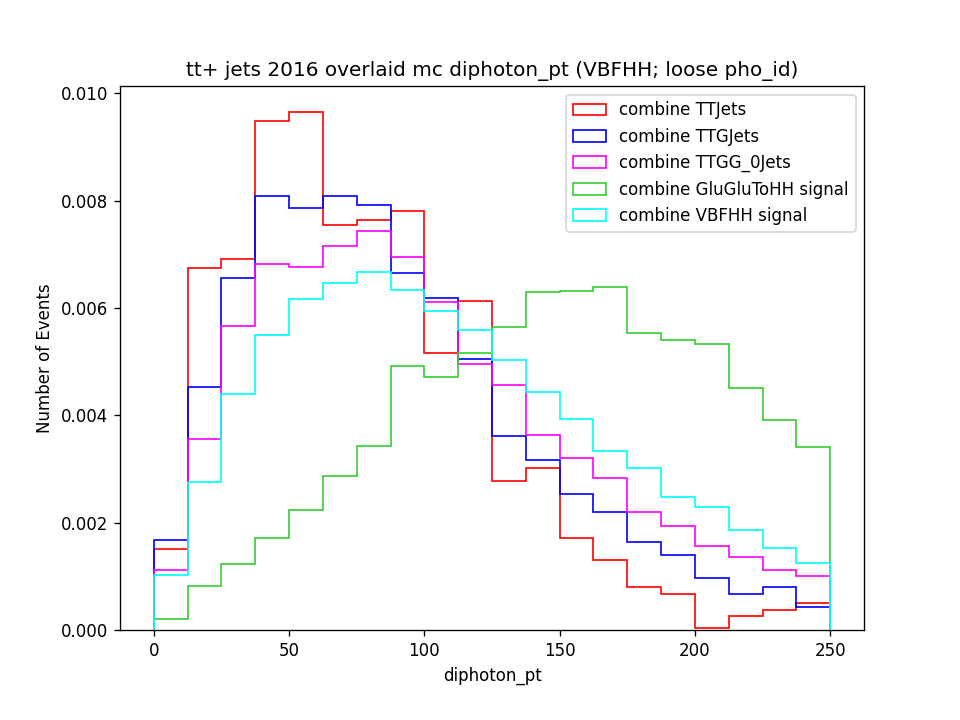 tt+ jets 2016 overlaid mc diphoton_pt (VBFHH; loose pho_id)
combine TTJets
combine TTGJets
combine TTGG_0Jets
combine GluGluToHH signal
combine VBFHH signal
Number of Events
0.010
0.008
0.006
0.004
0.002
0.000
0
50
100
150
200
250
diphoton_pt